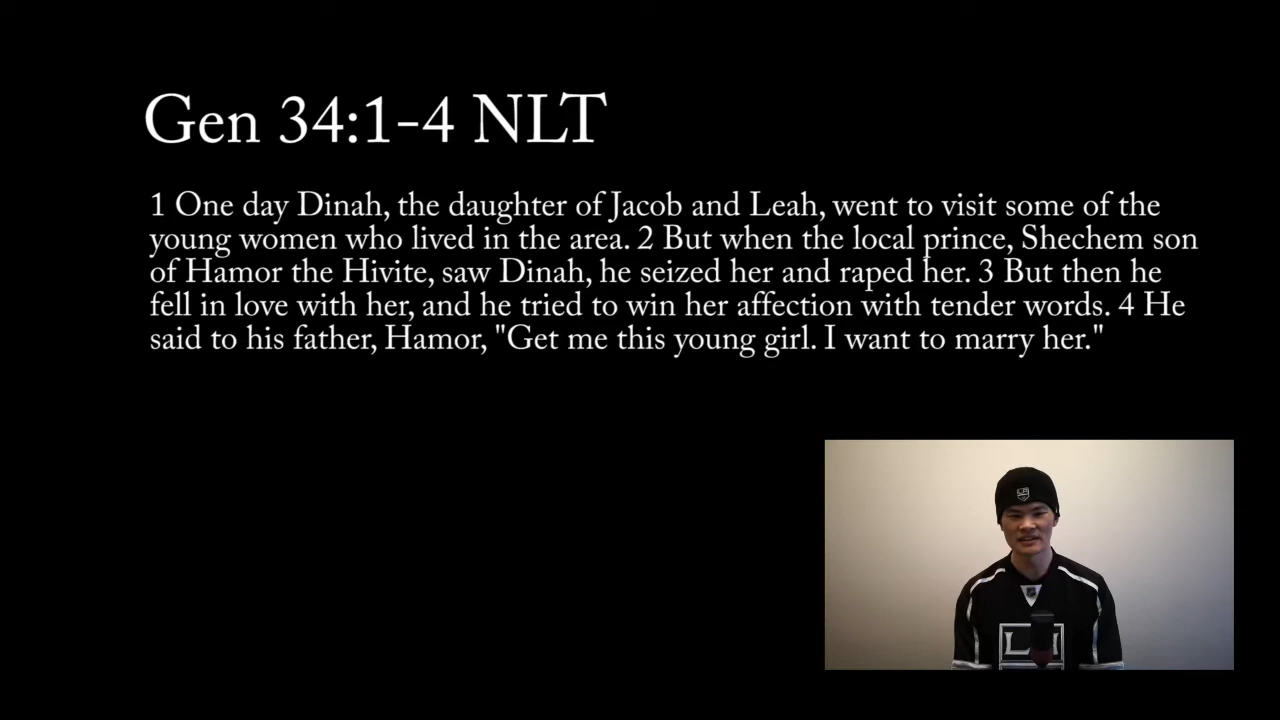 Gen 34:1-4 NLT
1 One day Dinah, the daughter of Jacob and Leah, went to visit some of the
young women who lived in the area. 2 But when the local prince, Shechem son
of Hamor the Hivite, saw Dinah, he seized her and raped her. 3 But then he
fell in love with her, and he tried to win her affection with tender words. 4 He
said to his father, Hamor, "Get me this young girl. I want to marry her."